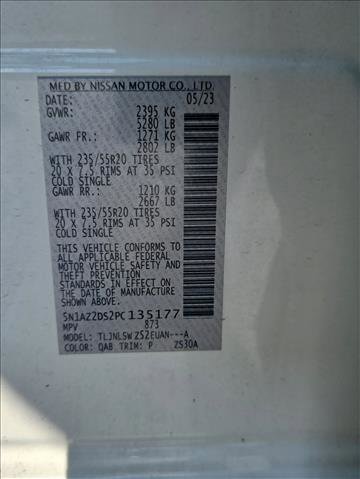 MFD BY NISSAN MOTOR CO., LTD.
DATE: 05/23
GVWR: 2395 KG
5280 LB
GAWR FR.: 1271 KG
2802 LB
WITH 235/55R20 TIRES
20 X 7.5 RIMS AT 35 PSI
COLD SINGLE
GAWR RR.: 1210 KG
2667 LB
WITH 235/55R20 TIRES
20 X 7.5 RIMS AT 35 PSI
COLD SINGLE
THIS VEHICLE CONFORMS TO
ALL APPLICABLE FEDERAL
MOTOR VEHICLE SAFETY
AND THEFT PREVENTION
STANDARDS IN EFFECT ON
THE DATE OF MANUFACTURE
SHOWN ABOVE.
5N1AZ2DS2PC135177
MPV 873
MODEL: TLJNLSW Z52EUAN---A
COLOR: QAB TRIM: P ZS30A